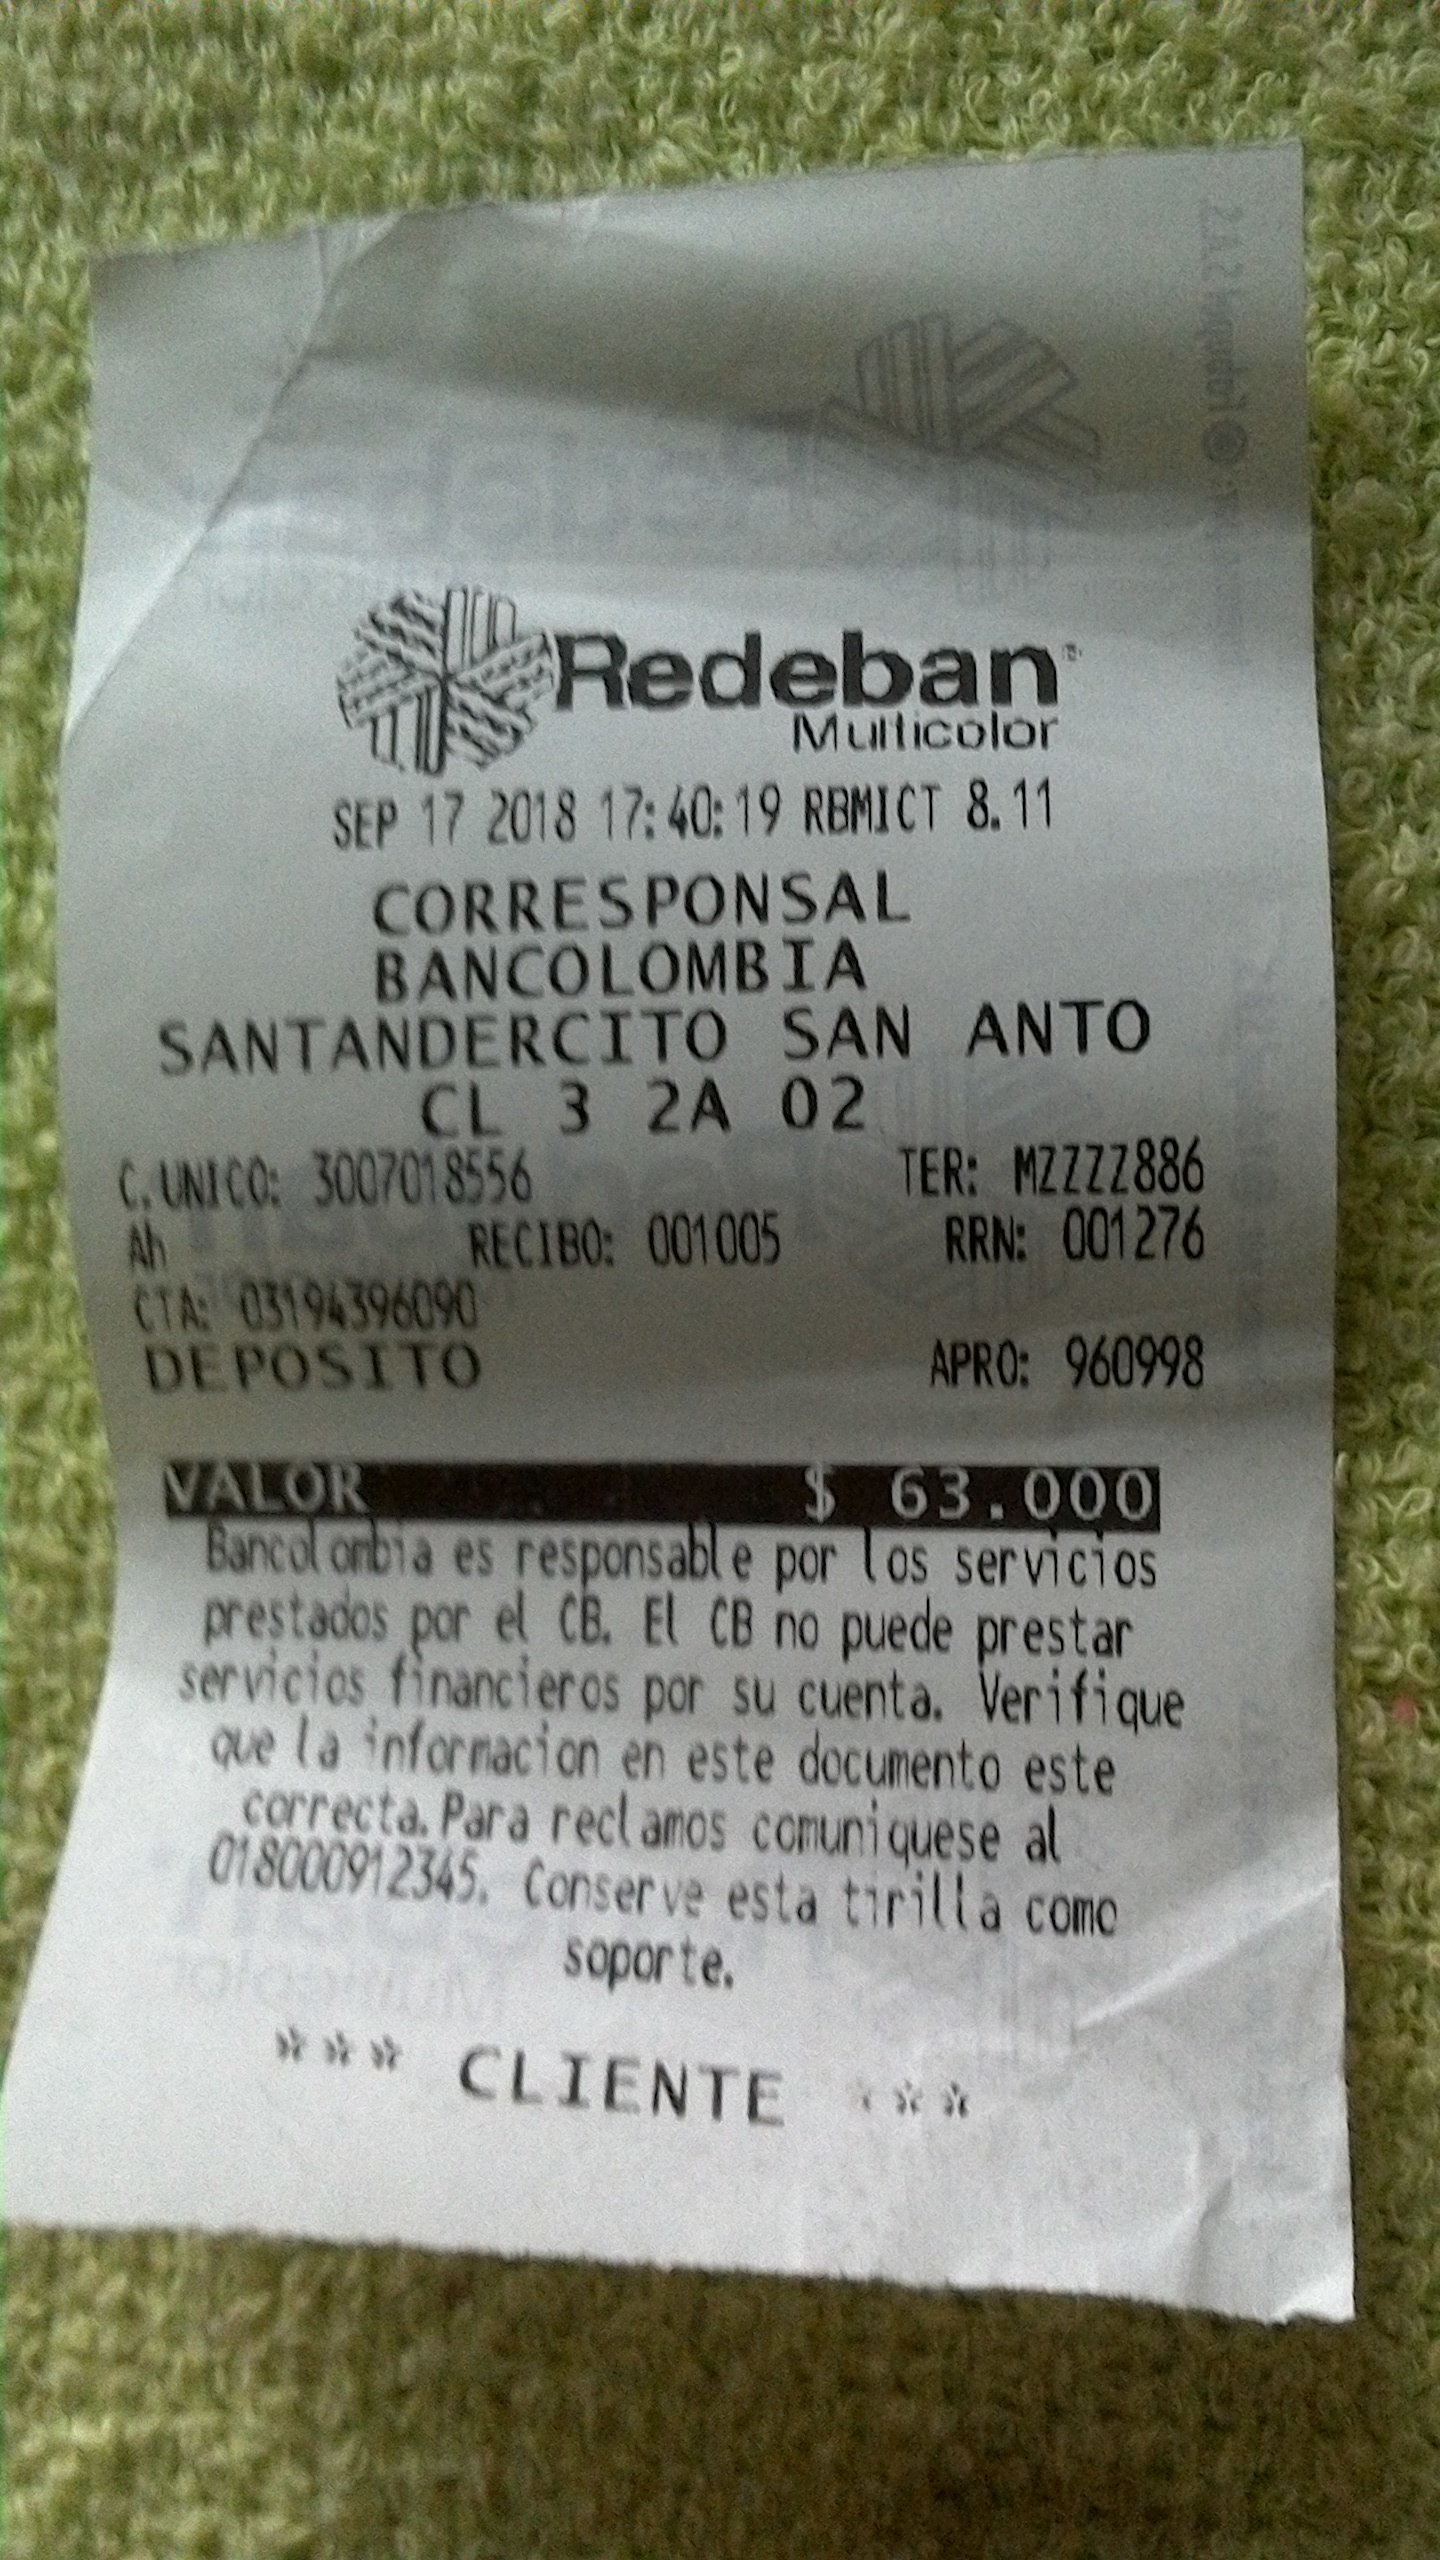 Redeban
Multicolor
SEP 17 2018 17:40:19 RBMICT 8.11
CORRESPONSAL
BANCOLOMBIA
SANTANDERCITO SAN ANTO
CL 3 2A 02
C. UNICO: 3007018556 TER: MZZZZ886
Ah RECIBO: 001005 RRN: 001276
CTA: 03194396090
DEPOSITO APRO: 960998
VALOR $ 63.000
Bancolombia es responsable por los servicios
prestados por el CB. El CB no puede prestar
servicios financieros por su cuenta. Verifique
que la informacion en este documento este
correcta. Para reclamos comuniquese al
018000912345. Conserve esta tirilla como
soporte.
*** CLIENTE ***